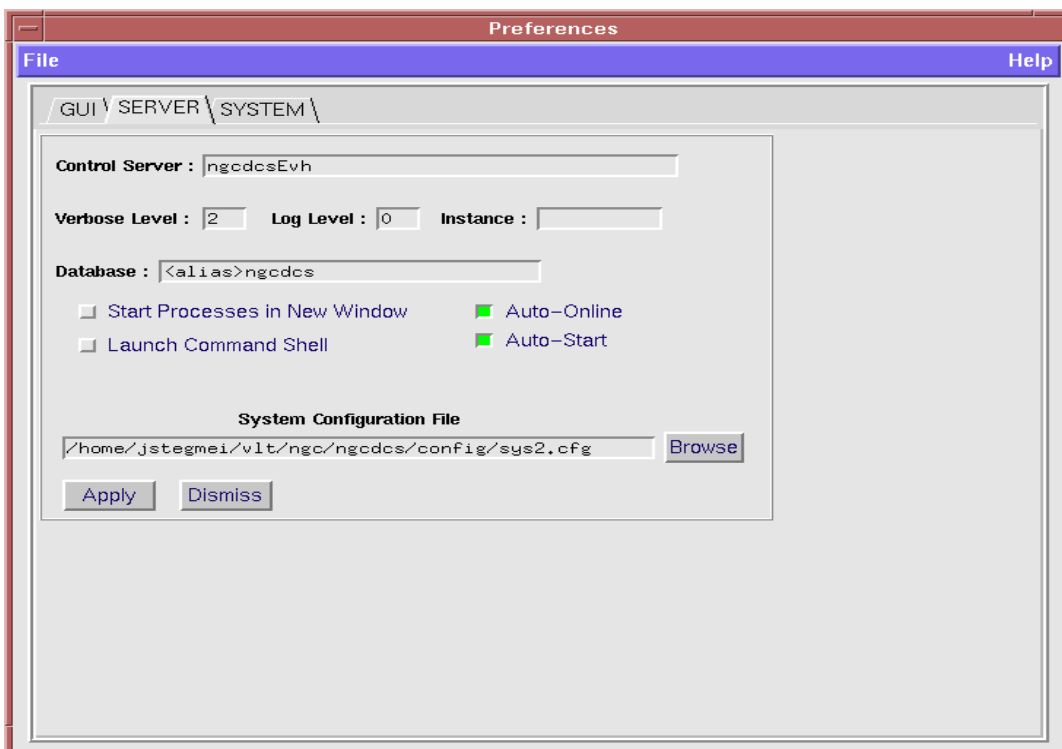 Preferences
File Help
GUI SERVER SYSTEM
Control Server : ngcdcsEvh
Verbose Level : 2 Log Level : 0 Instance :
Database : <alias>ngcdcs
Start Processes in New Window Auto-Online
Launch Command Shell Auto-Start
System Configuration File
/home/jstegmei/vlt/ngc/ngcdcs/config/sys2.cfg Browse
Apply Dismiss